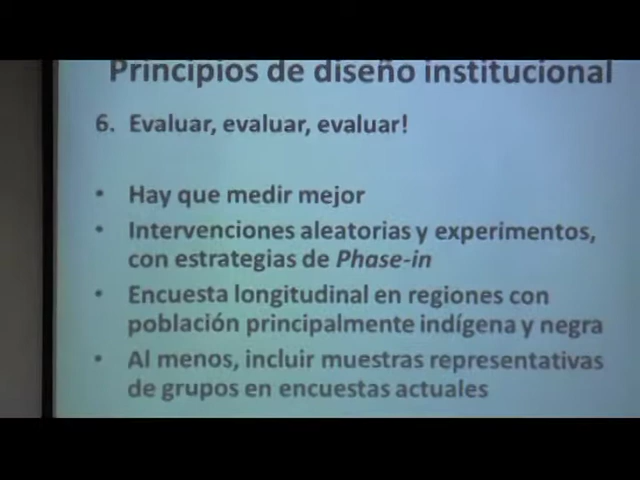 Principios de diseño institucional
6. Evaluar, evaluar, evaluar!
• Hay que medir mejor
• Intervenciones aleatorias y experimentos,
con estrategias de Phase-in
• Encuesta longitudinal en regiones con
población principalmente indígena y negra
• Al menos, incluir muestras representativas
de grupos en encuestas actuales